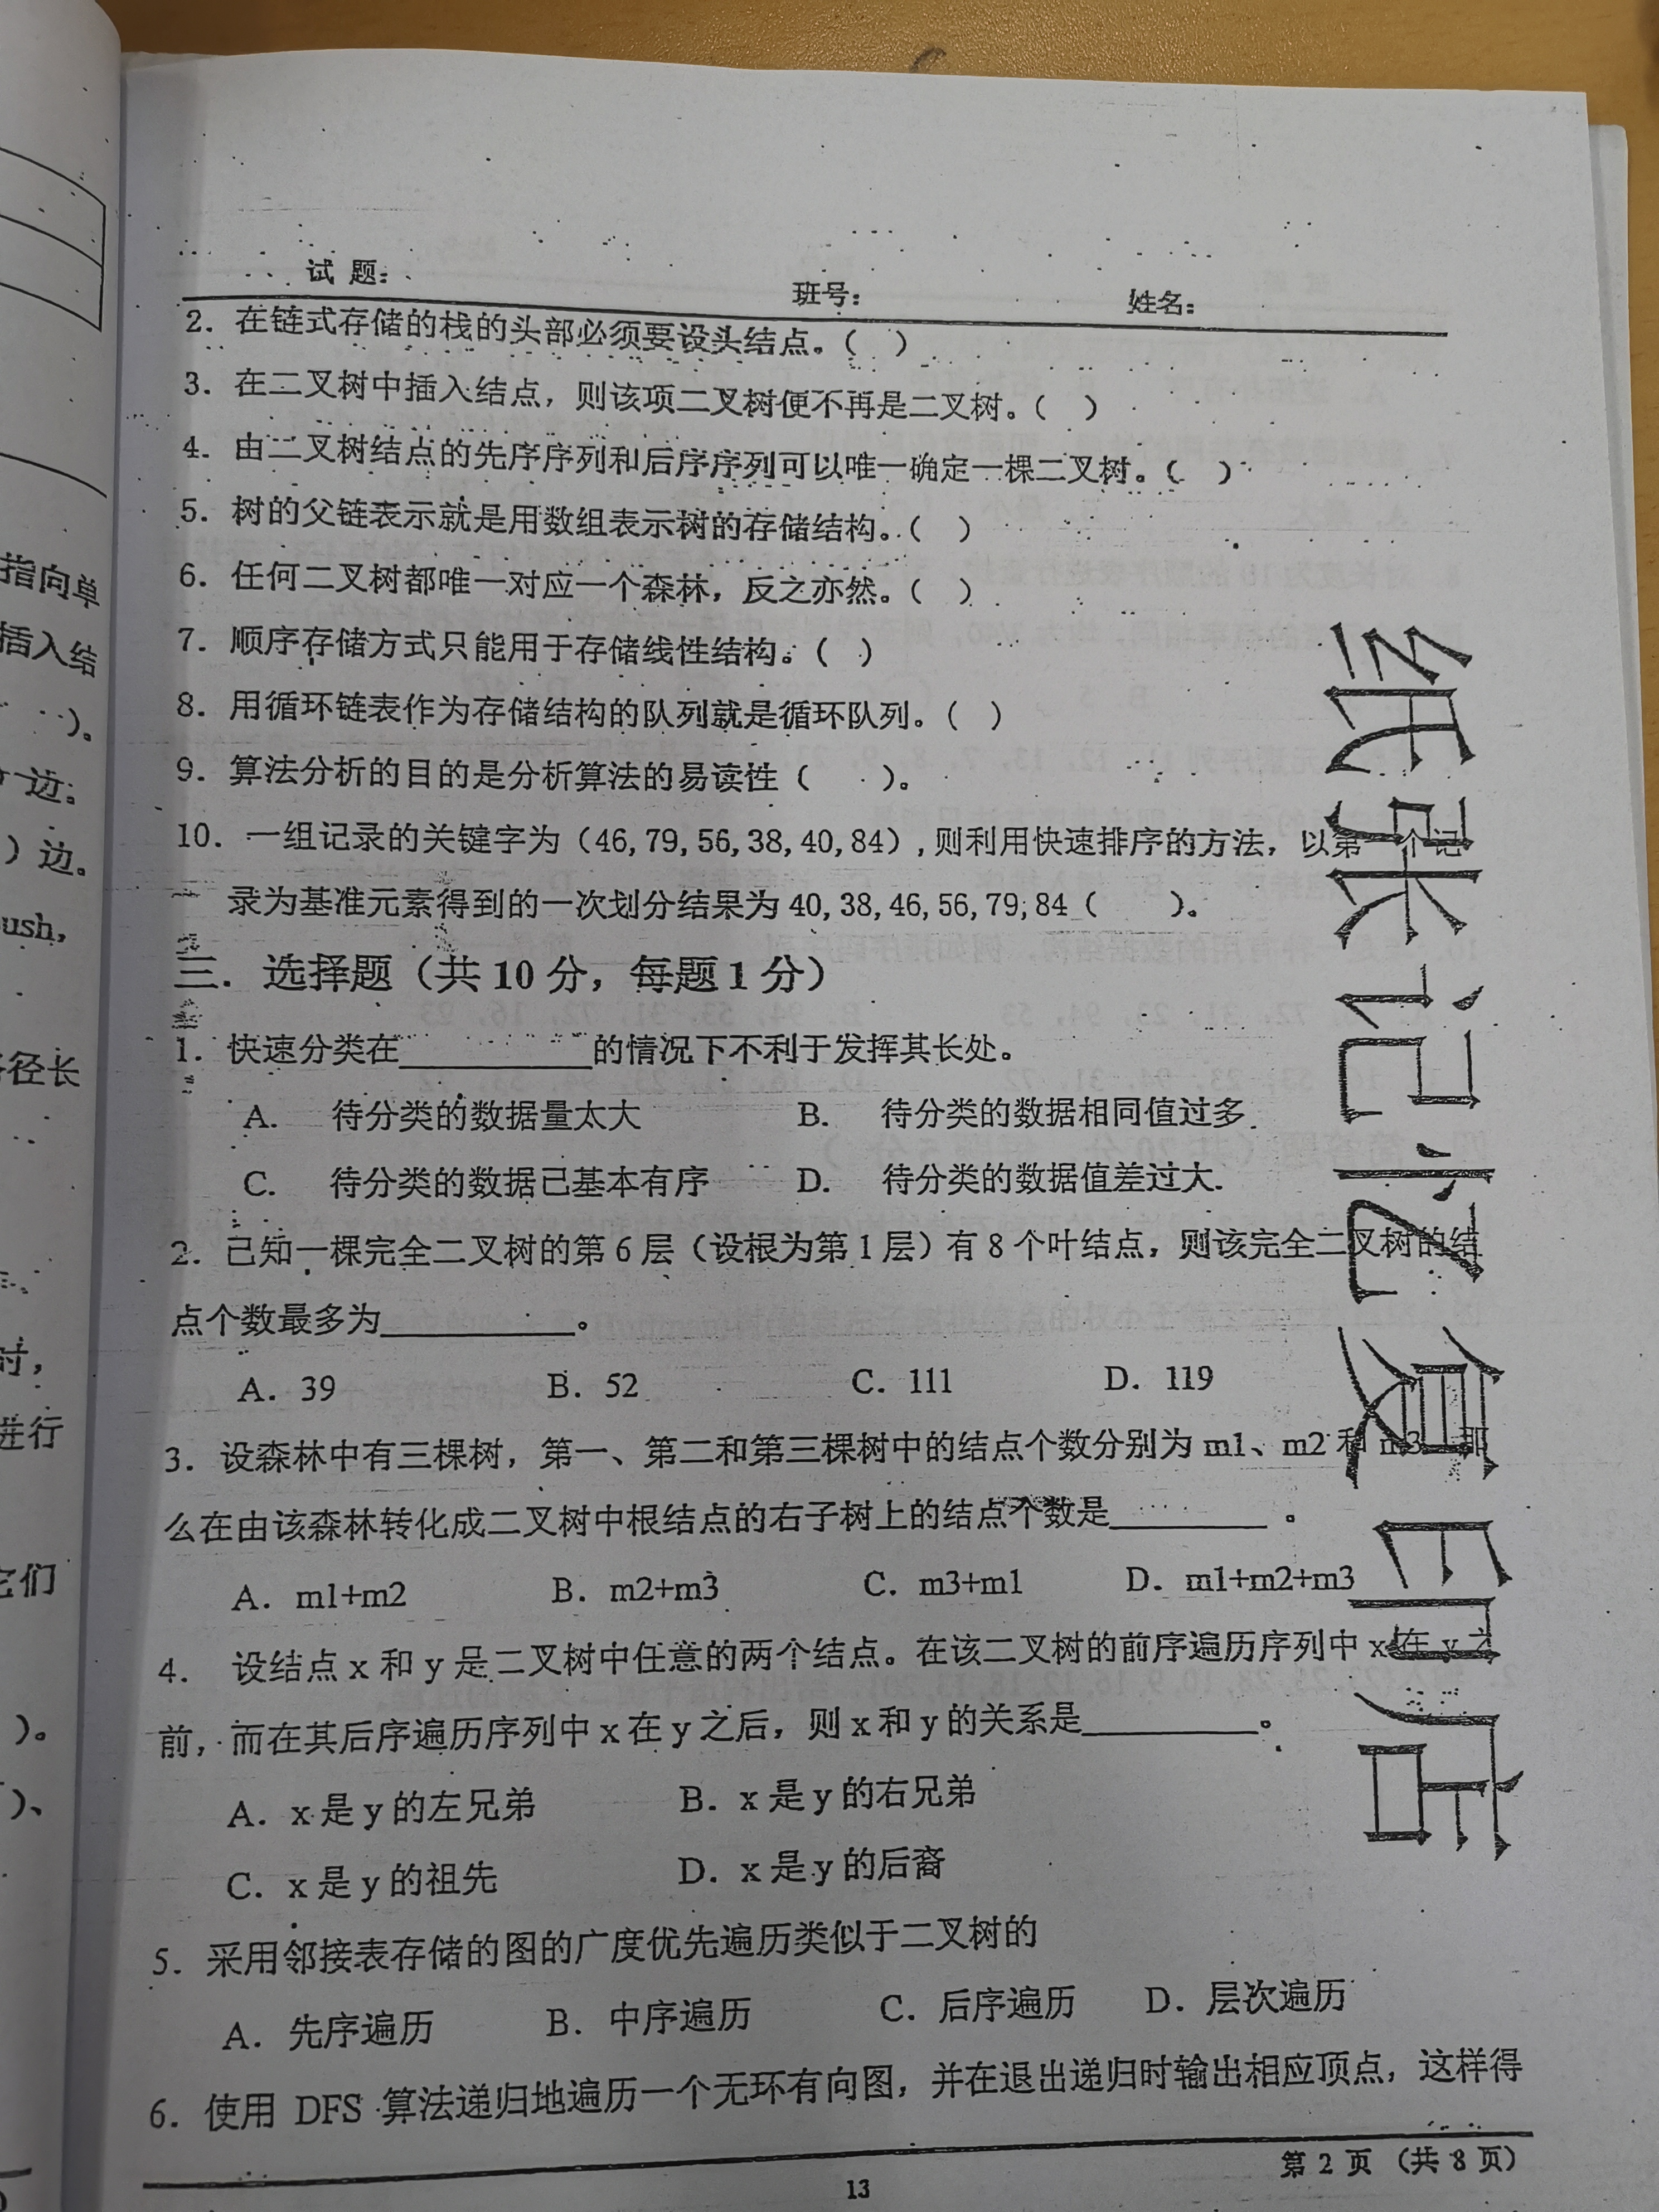 试 题： 班号： 姓名：
2. 在链式存储的栈的头部必须要设头结点。（ ）
3. 在二叉树中插入结点，则该项二叉树便不再是二叉树。（ ）
4. 由二叉树结点的先序序列和后序序列可以唯一确定一棵二叉树。（ ）
5. 树的父链表示就是用数组表示树的存储结构。（ ）
6. 任何二叉树都唯一对应一个森林，反之亦然。（ ）
7. 顺序存储方式只能用于存储线性结构。（ ）
8. 用循环链表作为存储结构的队列就是循环队列。（ ）
9. 算法分析的目的是分析算法的易读性（ ）。
10. 一组记录的关键字为（46,79,56,38,40,84）,则利用快速排序的方法，以第一个记
录为基准元素得到的一次划分结果为 40,38,46,56,79,84（ ）。
三. 选择题（共 10 分，每题 1 分）
1. 快速分类在__________的情况下不利于发挥其长处。
A. 待分类的数据量太大 B. 待分类的数据相同值过多
C. 待分类的数据已基本有序 D. 待分类的数据值差过大.
2. 已知一棵完全二叉树的第 6 层（设根为第 1 层）有 8 个叶结点，则该完全二叉树的结
点个数最多为__________。
A. 39 B. 52 C. 111 D. 119
3. 设森林中有三棵树，第一、第二和第三棵树中的结点个数分别为 m1、m2 和 m3，那
么在由该森林转化成二叉树中根结点的右子树上的结点个数是________ 。
A. m1+m2 B. m2+m3 C. m3+m1 D. m1+m2+m3
4. 设结点 x 和 y 是二叉树中任意的两个结点。在该二叉树的前序遍历序列中 x 在 y 之
前，而在其后序遍历序列中 x 在 y 之后，则 x 和 y 的关系是_________。
A. x 是 y 的左兄弟 B. x 是 y 的右兄弟
C. x 是 y 的祖先 D. x 是 y 的后裔
5. 采用邻接表存储的图的广度优先遍历类似于二叉树的
A. 先序遍历 B. 中序遍历 C. 后序遍历 D. 层次遍历
6. 使用 DFS 算法递归地遍历一个无环有向图，并在退出递归时输出相应顶点，这样得
第 2 页 （共 8 页）
13
纸张记忆复印店
指向单
插入结
）。
边。
）边。
ush,
径长
时，
进行
它们
）。
）、